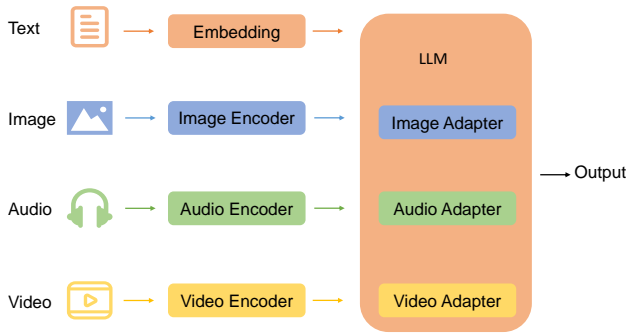 Text
Embedding
LLM
Image
Image Encoder
Image Adapter
Output
Audio
Audio Encoder
Audio Adapter
Video
Video Encoder
Video Adapter